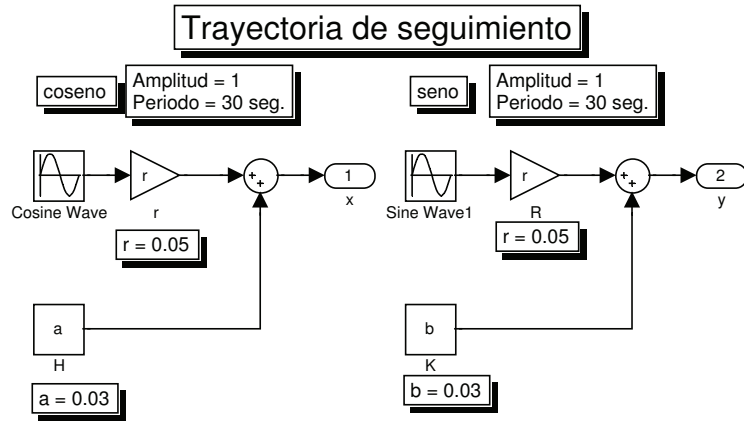 Trayectoria de seguimiento
coseno
Amplitud = 1
Periodo = 30 seg.
seno
Amplitud = 1
Periodo = 30 seg.
r
+
+
1
Cosine Wave
r
x
r = 0.05
a
H
a = 0.03
r
+
+
2
Sine Wave1
R
y
r = 0.05
b
K
b = 0.03